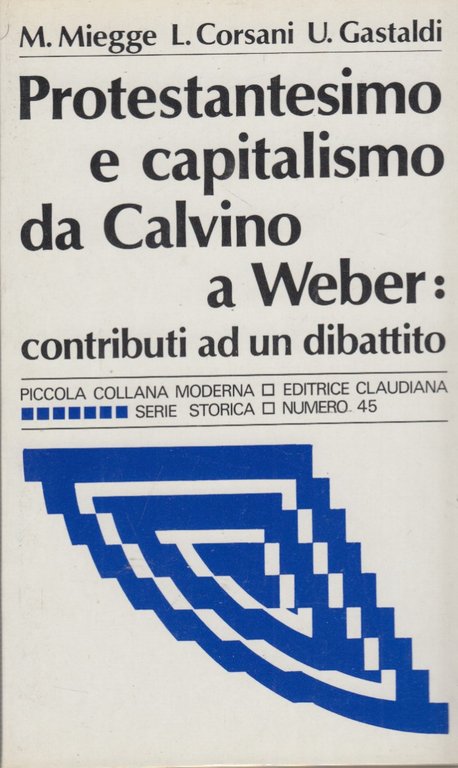 M. Miegge L. Corsani U. Gastaldi
Protestantesimo
e capitalismo
da Calvino
a Weber:
contributi ad un dibattito
PICCOLA COLLANA MODERNA □ EDITRICE CLAUDIANA
SERIE STORICA □ NUMERO 45